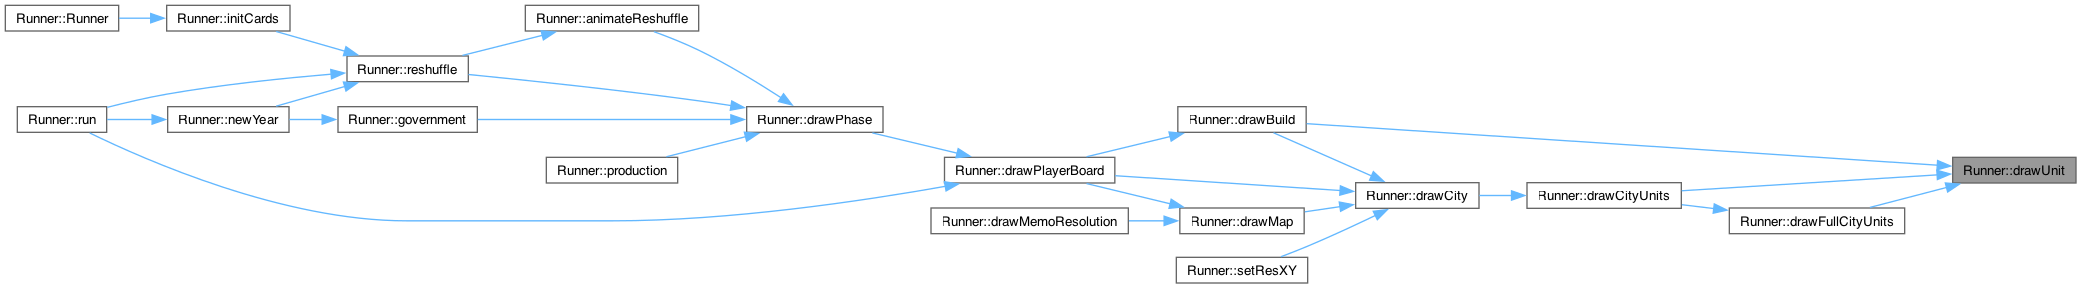 Runner::Runner
Runner::initCards
Runner::animateReshuffle
Runner::reshuffle
Runner::run
Runner::newYear
Runner::government
Runner::drawPhase
Runner::drawBuild
Runner::production
Runner::drawPlayerBoard
Runner::drawUnit
Runner::drawCity
Runner::drawCityUnits
Runner::drawMemoResolution
Runner::drawMap
Runner::drawFullCityUnits
Runner::setResXY